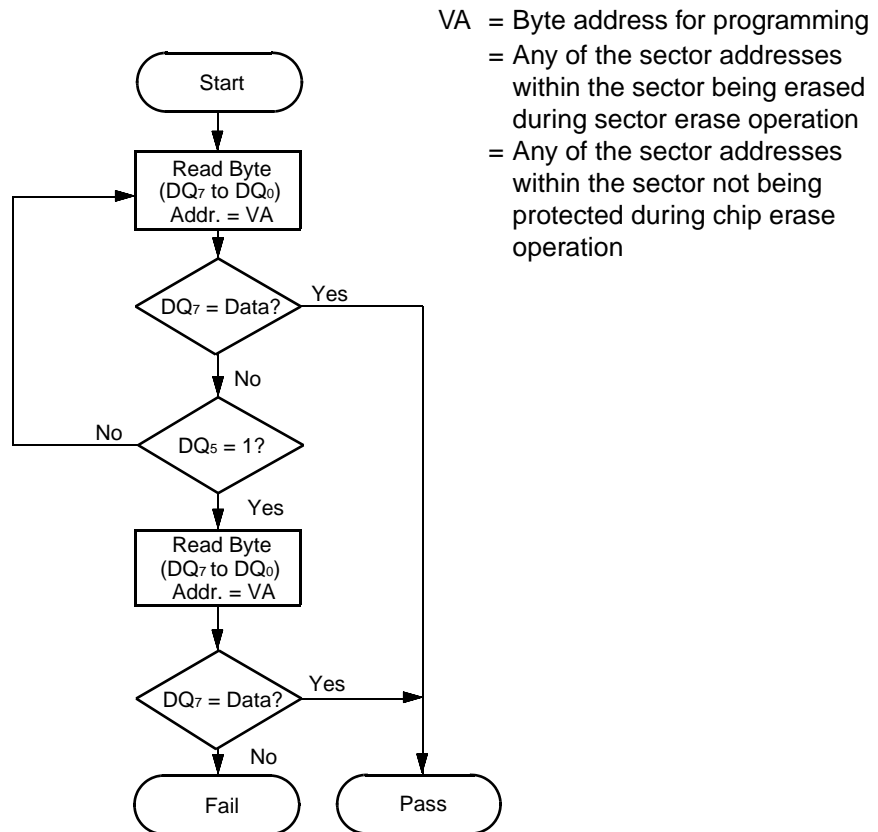 VA = Byte address for programming
= Any of the sector addresses
within the sector being erased
during sector erase operation
= Any of the sector addresses
within the sector not being
protected during chip erase
operation
Start
Read Byte
(DQ7 to DQ0)
Addr. = VA
DQ7 = Data?
Yes
No
DQ5 = 1?
No
Yes
Read Byte
(DQ7 to DQ0)
Addr. = VA
DQ7 = Data?
Yes
No
Fail
Pass